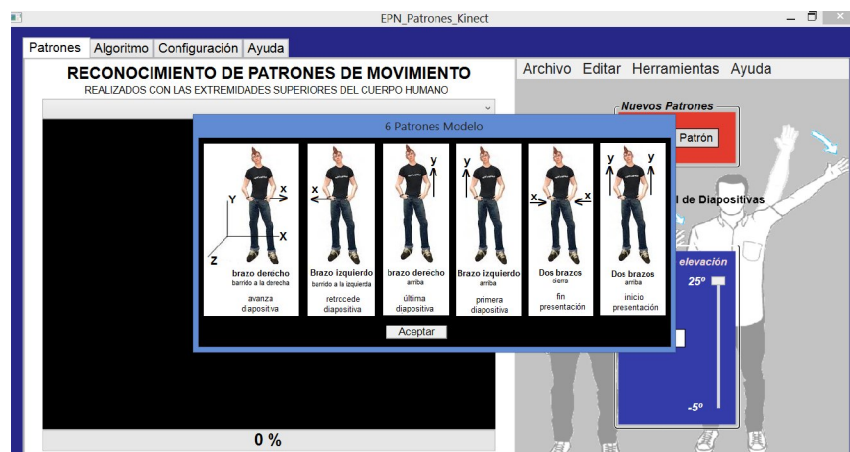 EPN_Patrones_Kinect
Patrones Algoritmo Configuración Ayuda
RECONOCIMIENTO DE PATRONES DE MOVIMIENTO
REALIZADOS CON LAS EXTREMIDADES SUPERIORES DEL CUERPO HUMANO
Archivo Editar Herramientas Ayuda
Nuevos Patrones
Patrón
l de Diapositivas
elevación
25º
-5º
6 Patrones Modelo
Y x X Z
brazo derecho
barrido a la derecha
avanza
diapositiva
x
Brazo izquierdo
barrido a la izquierda
retrocede
diapositiva
y
brazo derecho
arriba
última
diapositiva
y
Brazo izquierdo
arriba
primera
diapositiva
x x
Dos brazos
cierra
fin
presentación
y y
Dos brazos
arriba
inicio
presentación
Aceptar
0 %